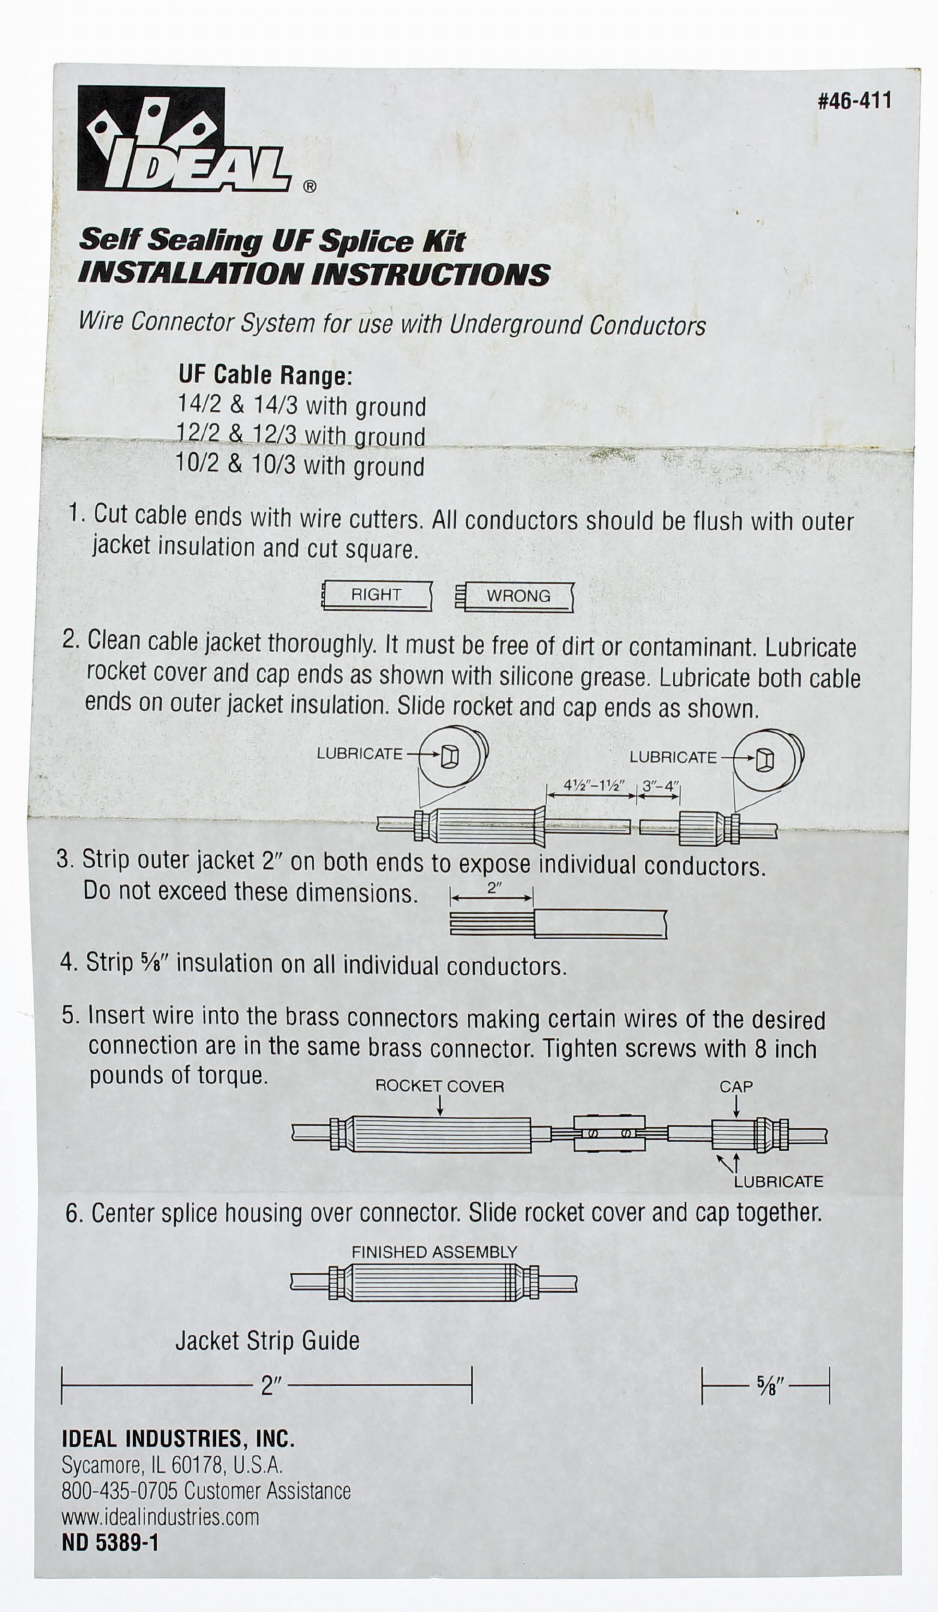 #46-411
IDEAL ®
Self Sealing UF Splice Kit
INSTALLATION INSTRUCTIONS
Wire Connector System for use with Underground Conductors
UF Cable Range:
14/2 & 14/3 with ground
12/2 & 12/3 with ground
10/2 & 10/3 with ground
1. Cut cable ends with wire cutters. All conductors should be flush with outer
jacket insulation and cut square.
RIGHT WRONG
2. Clean cable jacket thoroughly. It must be free of dirt or contaminant. Lubricate
rocket cover and cap ends as shown with silicone grease. Lubricate both cable
ends on outer jacket insulation. Slide rocket and cap ends as shown.
LUBRICATE LUBRICATE
4½″–1½″ 3″–4″
3. Strip outer jacket 2″ on both ends to expose individual conductors.
Do not exceed these dimensions. 2″
4. Strip ⅝″ insulation on all individual conductors.
5. Insert wire into the brass connectors making certain wires of the desired
connection are in the same brass connector. Tighten screws with 8 inch
pounds of torque.
ROCKET COVER CAP
LUBRICATE
6. Center splice housing over connector. Slide rocket cover and cap together.
FINISHED ASSEMBLY
Jacket Strip Guide
2″ ⅝″
IDEAL INDUSTRIES, INC.
Sycamore, IL 60178, U.S.A.
800-435-0705 Customer Assistance
www.idealindustries.com
ND 5389-1